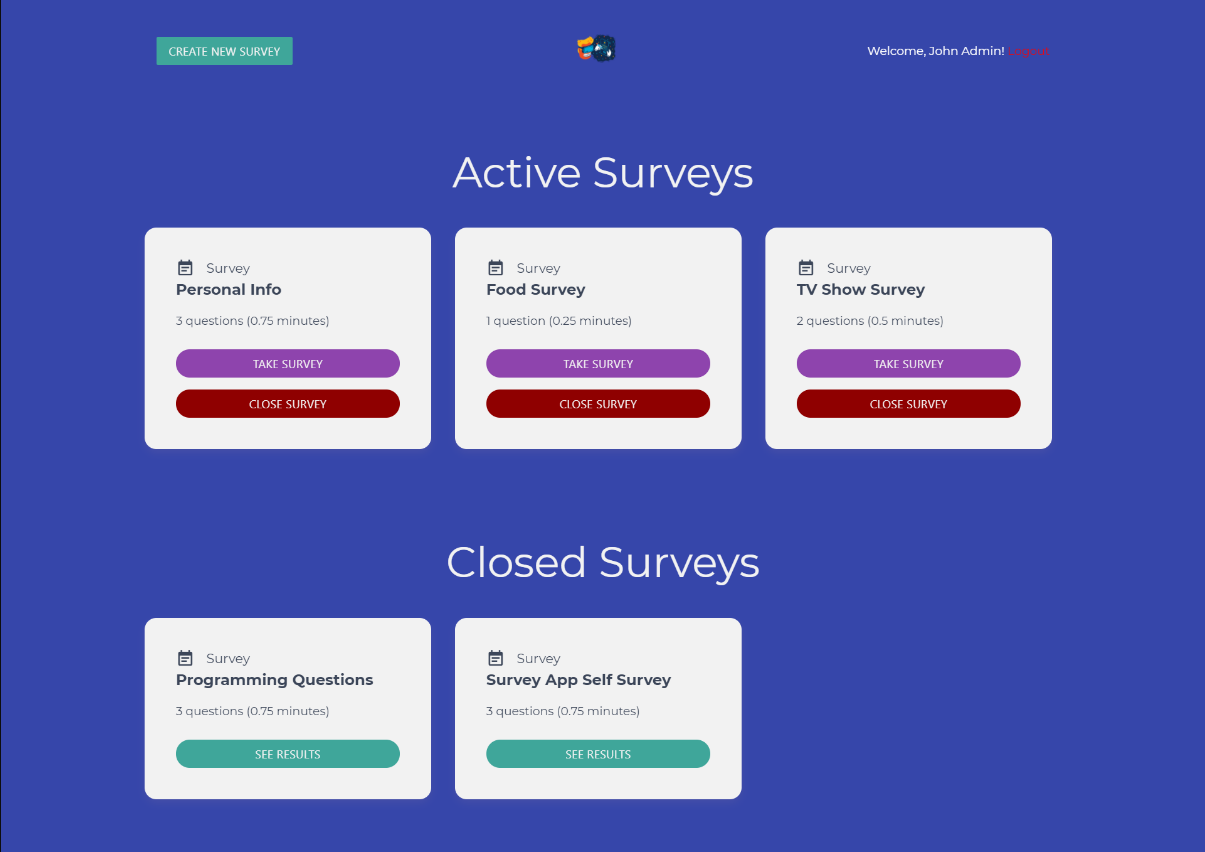 CREATE NEW SURVEY
Welcome, John Admin! Logout
Active Surveys
Survey
Personal Info
3 questions (0.75 minutes)
TAKE SURVEY
CLOSE SURVEY
Survey
Food Survey
1 question (0.25 minutes)
TAKE SURVEY
CLOSE SURVEY
Survey
TV Show Survey
2 questions (0.5 minutes)
TAKE SURVEY
CLOSE SURVEY
Closed Surveys
Survey
Programming Questions
3 questions (0.75 minutes)
SEE RESULTS
Survey
Survey App Self Survey
3 questions (0.75 minutes)
SEE RESULTS